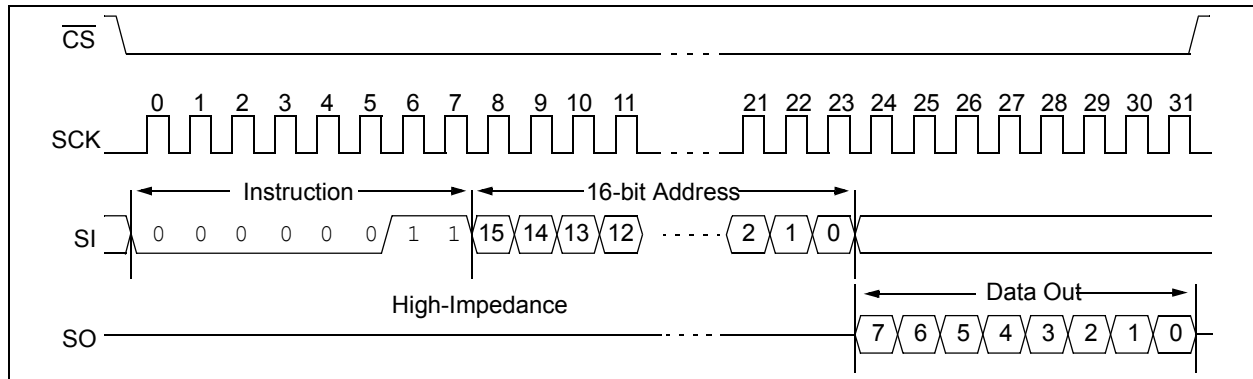 CS
0 1 2 3 4 5 6 7 8 9 10 11 21 22 23 24 25 26 27 28 29 30 31
SCK
Instruction 16-bit Address
SI 0 0 0 0 0 0 1 1 15 14 13 12 2 1 0
High-Impedance Data Out
SO 7 6 5 4 3 2 1 0